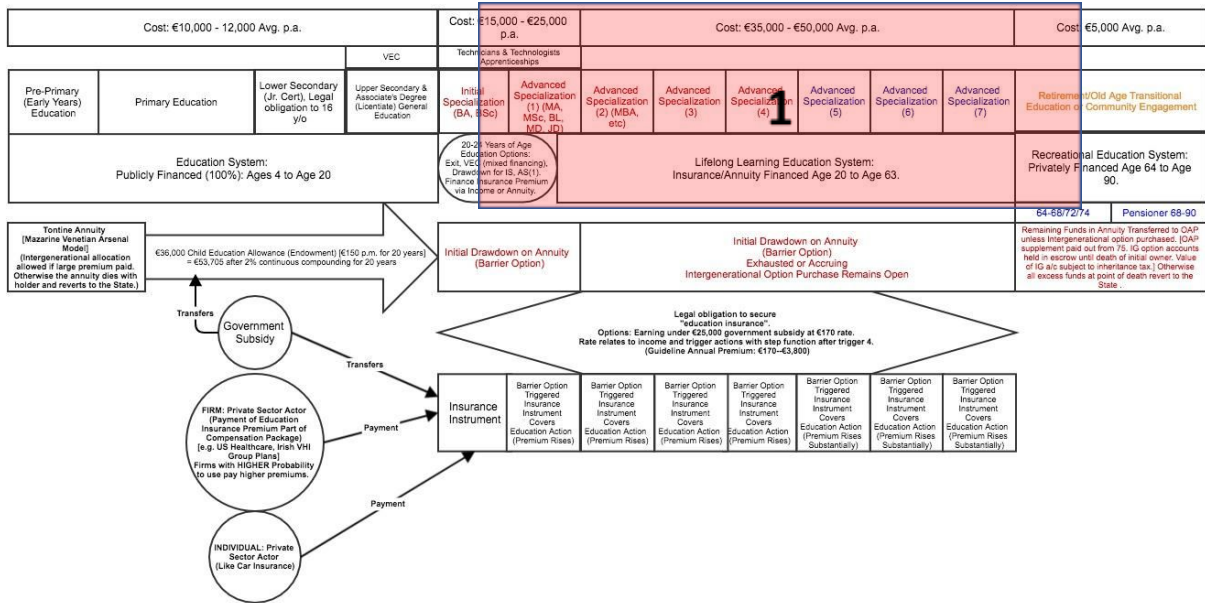 Cost: €10,000 - 12,000 Avg. p.a.
Cost: €15,000 - €25,000
p.a.
Cost: €35,000 - €50,000 Avg. p.a.
Cost: €5,000 Avg. p.a.
VEC
Technicians & Technologists
Apprenticeships
Pre-Primary
(Early Years)
Education
Primary Education
Lower Secondary
(Jr. Cert), Legal
obligation to 16
y/o
Upper Secondary &
Associate's Degree
(Licentiate) General
Education
Initial
Specialization
(BA, BSc)
Advanced
Specialization
(1) (MA,
MSc, BL,
MD, JD)
Advanced
Specialization
(2) (MBA,
etc)
Advanced
Specialization
(3)
Advanced
Specialization
(4)
1
Advanced
Specialization
(5)
Advanced
Specialization
(6)
Advanced
Specialization
(7)
Retirement/Old Age Transitional
Education or Community Engagement
Education System:
Publicly Financed (100%): Ages 4 to Age 20
20-24 Years of Age
Education Options:
Exit, VEC (mixed financing),
Drawdown for IS, AS(1).
Finance Insurance Premium
via Income or Annuity.
Lifelong Learning Education System:
Insurance/Annuity Financed Age 20 to Age 63.
Recreational Education System:
Privately Financed Age 64 to Age
90.
64-68/72/74
Pensioner 68-90
Tontine Annuity
[Mazarine Venetian Arsenal
Model]
(Intergenerational allocation
allowed if large premium paid.
Otherwise the annuity dies with
holder and reverts to the State.)
€36,000 Child Education Allowance (Endowment) [€150 p.m. for 20 years]
= €53,705 after 2% continuous compounding for 20 years
Initial Drawdown on Annuity
(Barrier Option)
Initial Drawdown on Annuity
(Barrier Option)
Exhausted or Accruing
Intergenerational Option Purchase Remains Open
Remaining Funds in Annuity Transferred to OAP
unless Intergenerational option purchased. [OAP
supplement paid out from 75. IG option accounts
held in escrow until death of initial owner. Value
of IG a/c subject to inheritance tax.] Otherwise
all excess funds at point of death revert to the
State .
Transfers
Government
Subsidy
Legal obligation to secure
"education insurance".
Options: Earning under €25,000 government subsidy at €170 rate.
Rate relates to income and trigger actions with step function after trigger 4.
(Guideline Annual Premium: €170--€3,800)
Transfers
FIRM: Private Sector Actor
(Payment of Education
Insurance Premium Part of
Compensation Package)
[e.g. US Healthcare, Irish VHI
Group Plans]
Firms with HIGHER Probability
to use pay higher premiums.
Payment
Insurance
Instrument
Barrier Option
Triggered
Insurance
Instrument
Covers
Education Action
(Premium Rises)
Barrier Option
Triggered
Insurance
Instrument
Covers
Education Action
(Premium Rises)
Barrier Option
Triggered
Insurance
Instrument
Covers
Education Action
(Premium Rises)
Barrier Option
Triggered
Insurance
Instrument
Covers
Education Action
(Premium Rises)
Barrier Option
Triggered
Insurance
Instrument
Covers
Education Action
(Premium Rises
Substantially)
Barrier Option
Triggered
Insurance
Instrument
Covers
Education Action
(Premium Rises
Substantially)
Barrier Option
Triggered
Insurance
Instrument
Covers
Education Action
(Premium Rises
Substantially)
Payment
INDIVIDUAL: Private
Sector Actor
(Like Car Insurance)